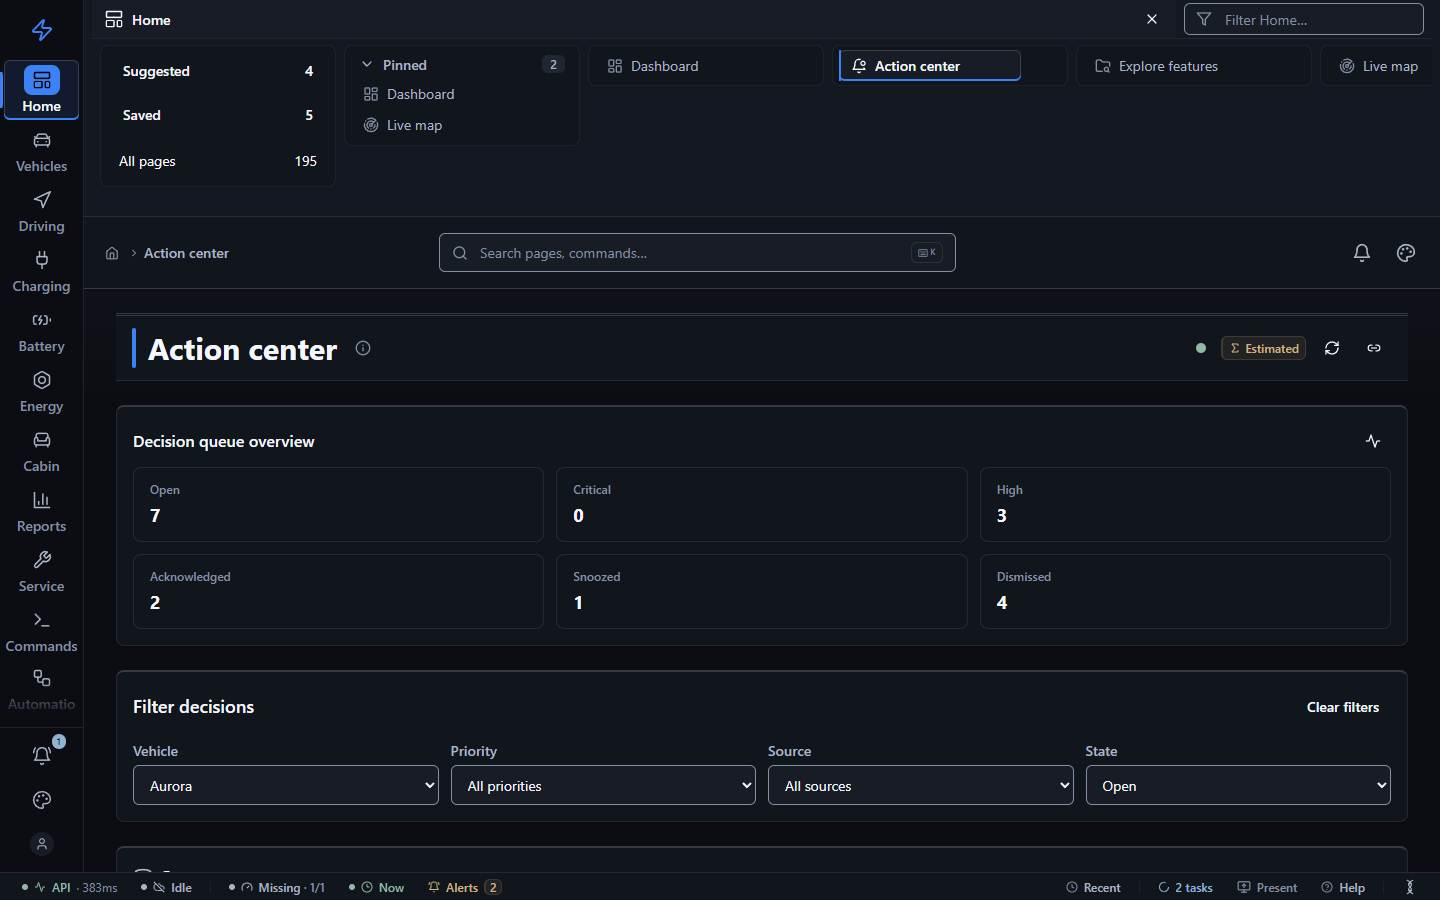 Home
Filter Home...
Suggested 4
Saved 5
All pages 195
Pinned 2
Dashboard
Live map
Dashboard
Action center
Explore features
Live map
Home
Vehicles
Driving
Charging
Battery
Energy
Cabin
Reports
Service
Commands
Automatio
1
Action center
Search pages, commands...
K
Action center
Estimated
Decision queue overview
Open
7
Critical
0
High
3
Acknowledged
2
Snoozed
1
Dismissed
4
Filter decisions
Clear filters
Vehicle
Aurora
Priority
All priorities
Source
All sources
State
Open
API · 383ms
Idle
Missing · 1/1
Now
Alerts 2
Recent
2 tasks
Present
Help